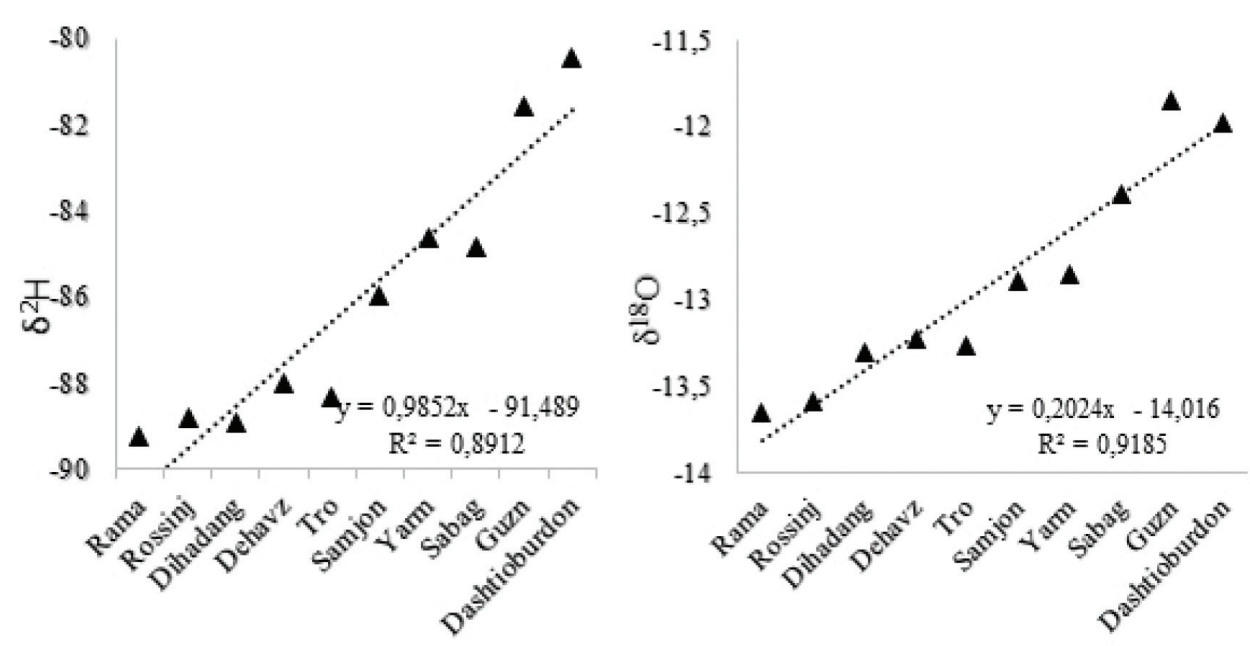 -80
-82
-84
-86
-88
-90
δ²H
y = 0,9852x - 91,489
R² = 0,8912
Rama
Rossinj
Dihadang
Dehavz
Tro
Samjon
Yarm
Sabag
Guzn
Dashtioburdon
-11,5
-12
-12,5
-13
-13,5
-14
δ¹⁸O
y = 0,2024x - 14,016
R² = 0,9185
Rama
Rossinj
Dihadang
Dehavz
Tro
Samjon
Yarm
Sabag
Guzn
Dashtioburdon